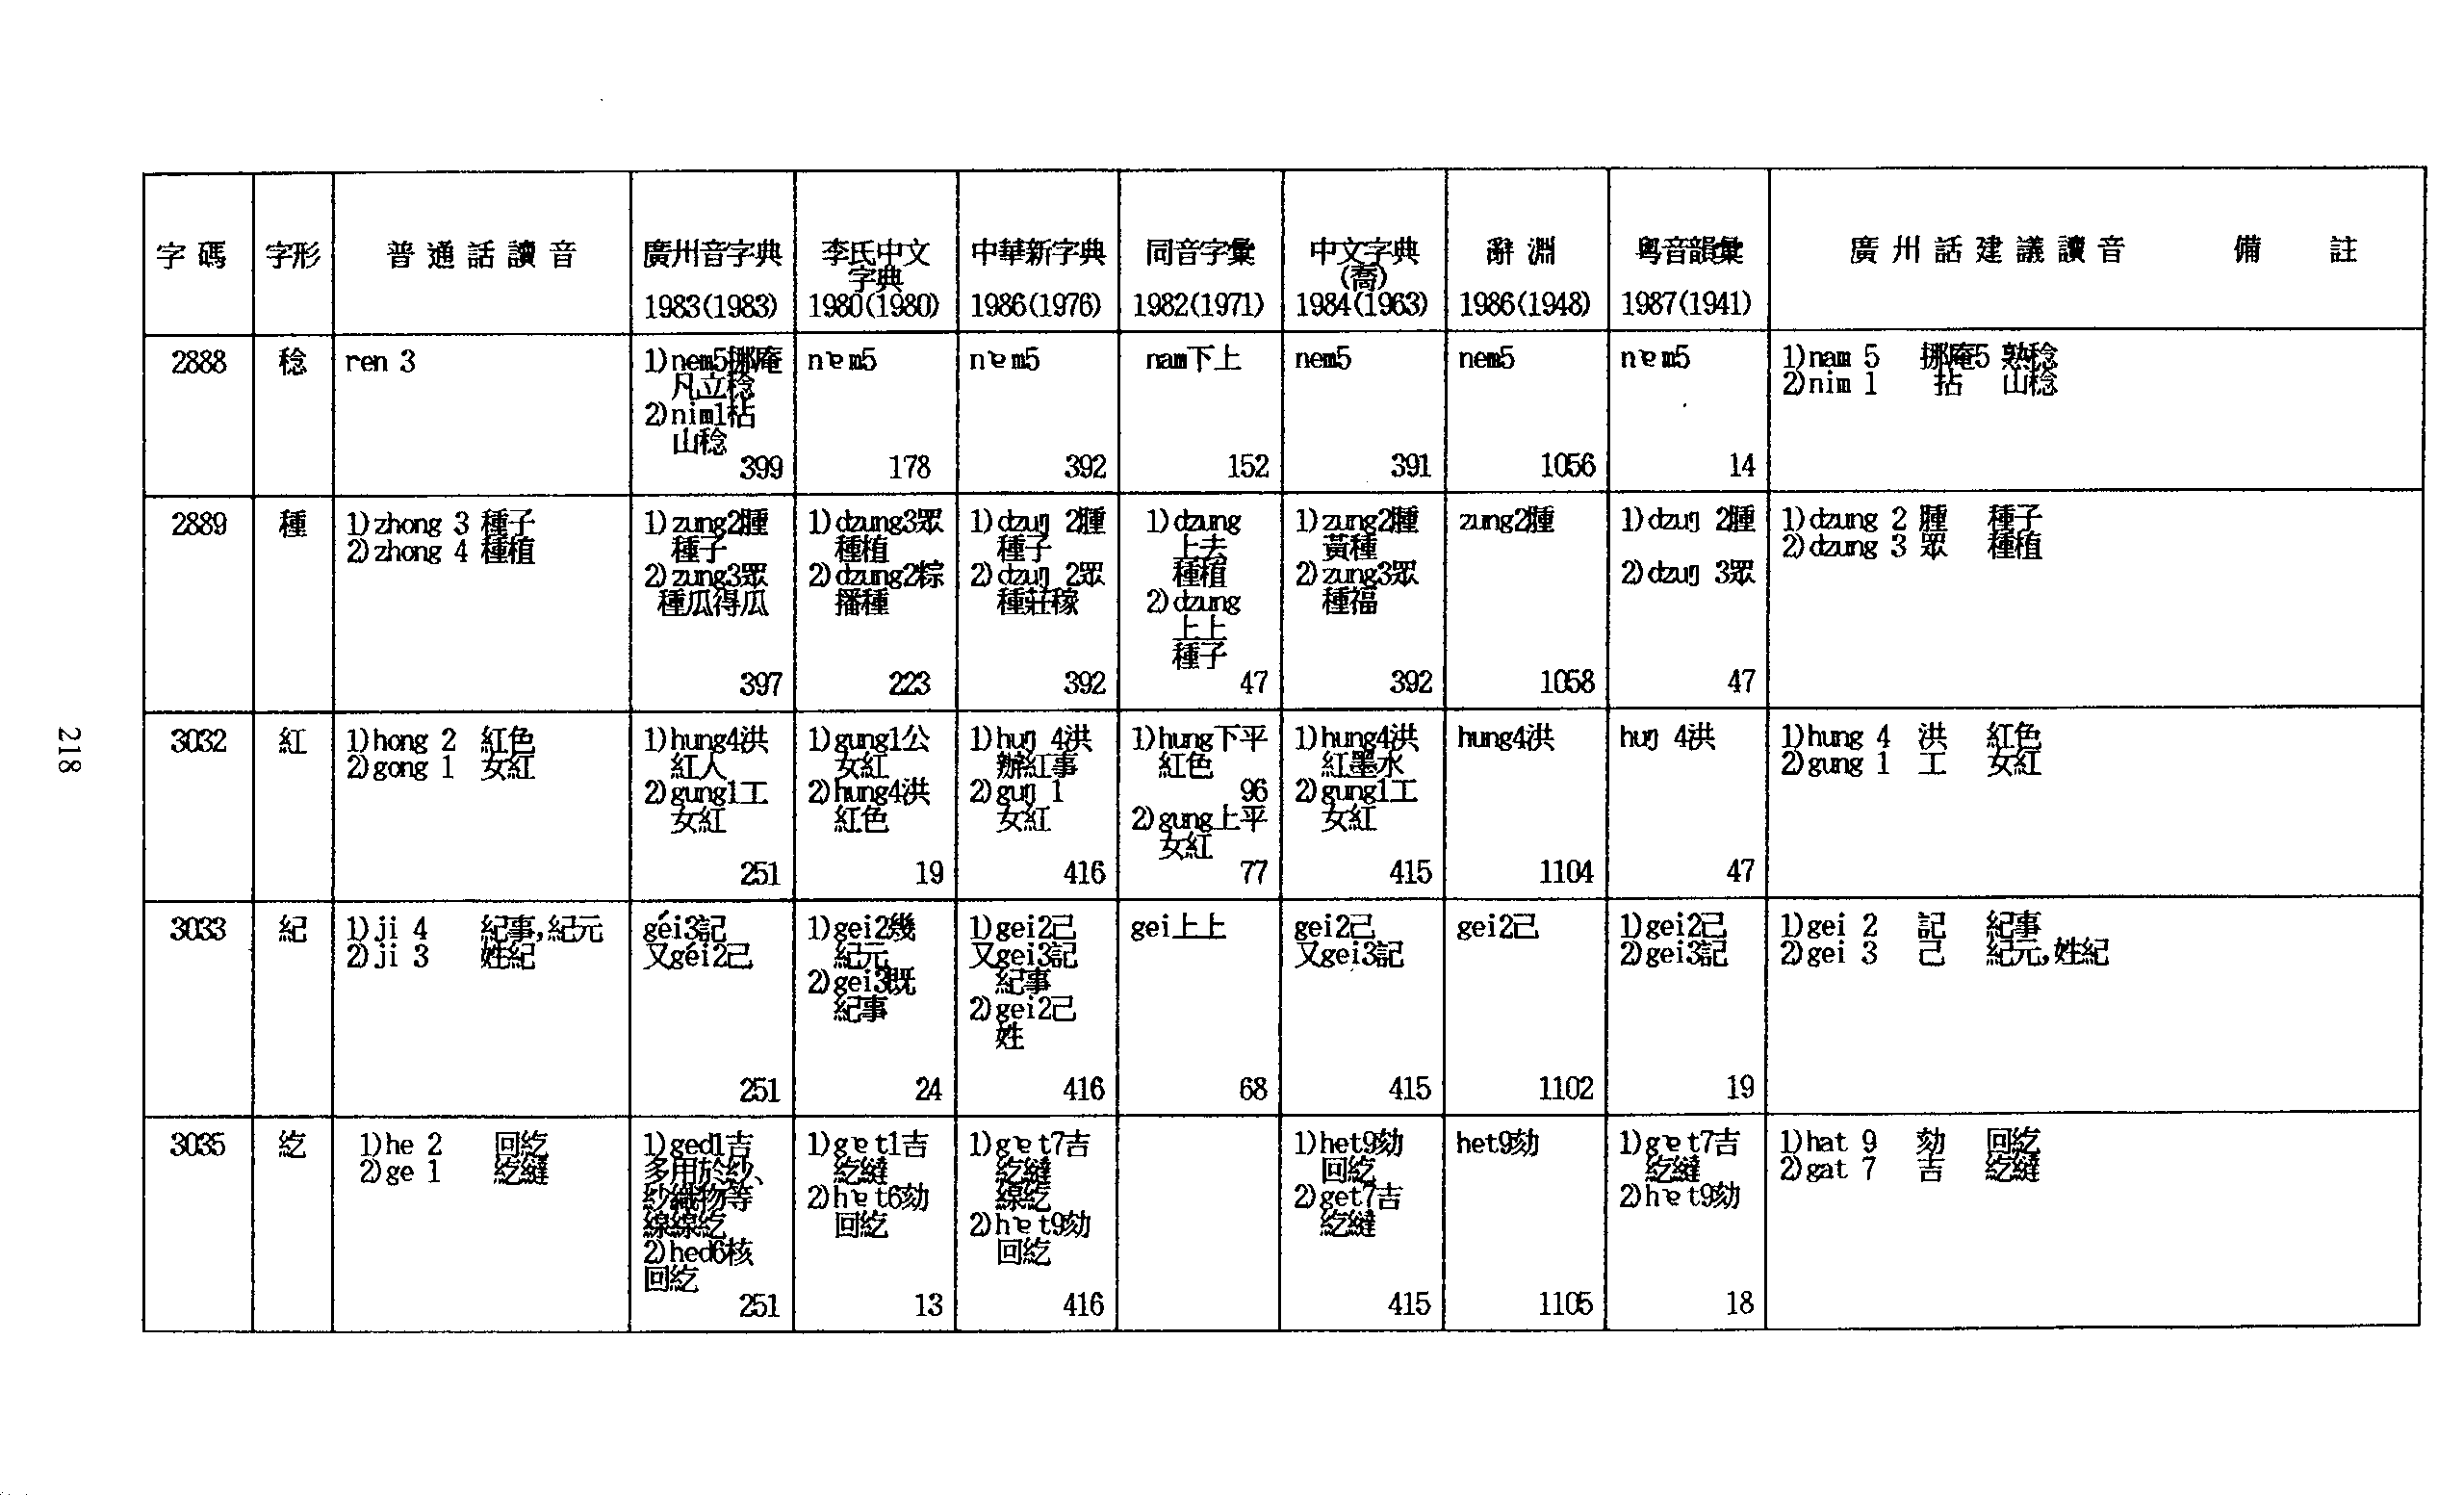 字碼 字形 普通話讀音 廣州音字典 1983(1983) 李氏中文字典 1980(1980) 中華新字典 1986(1976) 同音字彙 1982(1971) 中文字典(喬) 1984(1963) 辭淵 1986(1948) 粵音韻彙 1987(1941) 廣州話建議讀音 備註
2888 稔
ren 3
1)nem5挪庵
凡立稔
2)nim1枮
山稔
399
nɐm5
178
nɐm5
392
nam下上
152
nem5
391
nem5
1056
nɐm5
14
1)nam 5 挪庵5 熟稔
2)nim 1 拈 山稔
2889 種
1)zhong 3 種子
2)zhong 4 種植
1)zung2腫
種子
2)zung3眾
種瓜得瓜
397
1)dzung3眾
種植
2)dzung2粽
播種
223
1)dzuŋ 2腫
種子
2)dzuŋ 2眾
種莊稼
392
1)dzung
上去
種植
2)dzung
上上
種子
47
1)zung2腫
黃種
2)zung3眾
種福
392
zung2腫
1058
1)dzuŋ 2腫
2)dzuŋ 3眾
47
1)dzung 2 腫 種子
2)dzung 3 眾 種植
3032 紅
1)hong 2 紅色
2)gong 1 女紅
1)hung4洪
紅人
2)gung1工
女紅
251
1)gung1公
女紅
2)hung4洪
紅色
19
1)huŋ 4洪
辦紅事
2)guŋ 1
女紅
416
1)hung下平
紅色
96
2)gung上平
女紅
77
1)hung4洪
紅墨水
2)gung1工
女紅
415
hung4洪
1104
huŋ 4洪
47
1)hung 4 洪 紅色
2)gung 1 工 女紅
3033 紀
1)ji 4 紀事,紀元
2)ji 3 姓紀
géi3記
又géi2己
251
1)gei2幾
紀元
2)gei3既
紀事
24
1)gei2己
又gei3記
紀事
2)gei2己
姓
416
gei上上
68
gei2己
又gei3記
415
gei2己
1102
1)gei2己
2)gei3記
19
1)gei 2 記 紀事
2)gei 3 己 紀元,姓紀
3035 紇
1)he 2 回紇
2)ge 1 紇縫
1)ged1吉
多用於紗、
紗織物等
線線紇
2)hed6核
回紇
251
1)gɐt1吉
紇縫
2)hɐt6劾
回紇
13
1)gɐt7吉
紇縫
線紇
2)hɐt9劾
回紇
416
1)het9劾
回紇
2)get7吉
紇縫
415
het9劾
1105
1)gɐt7吉
紇縫
2)hɐt9劾
18
1)hat 9 劾 回紇
2)gat 7 吉 紇縫
218